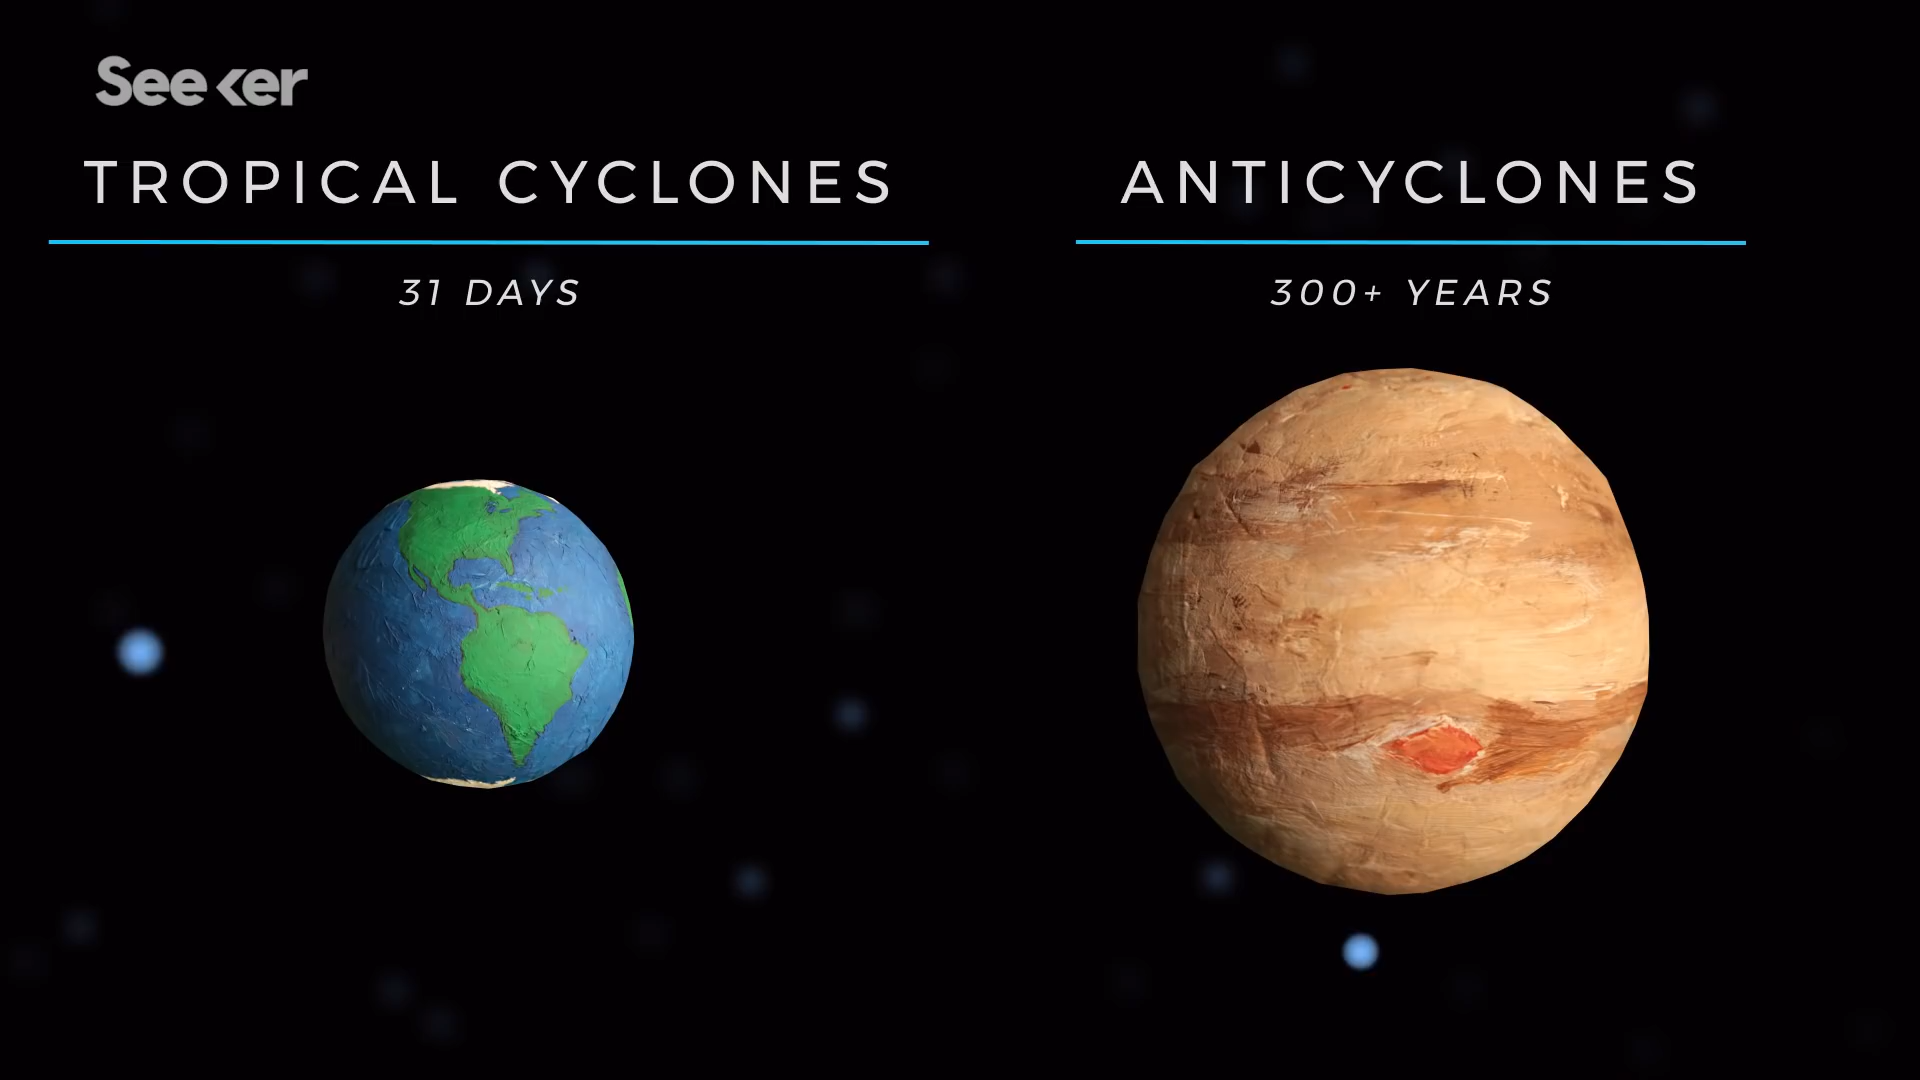 Seeker
TROPICAL CYCLONES
31 DAYS
ANTICYCLONES
300+ YEARS